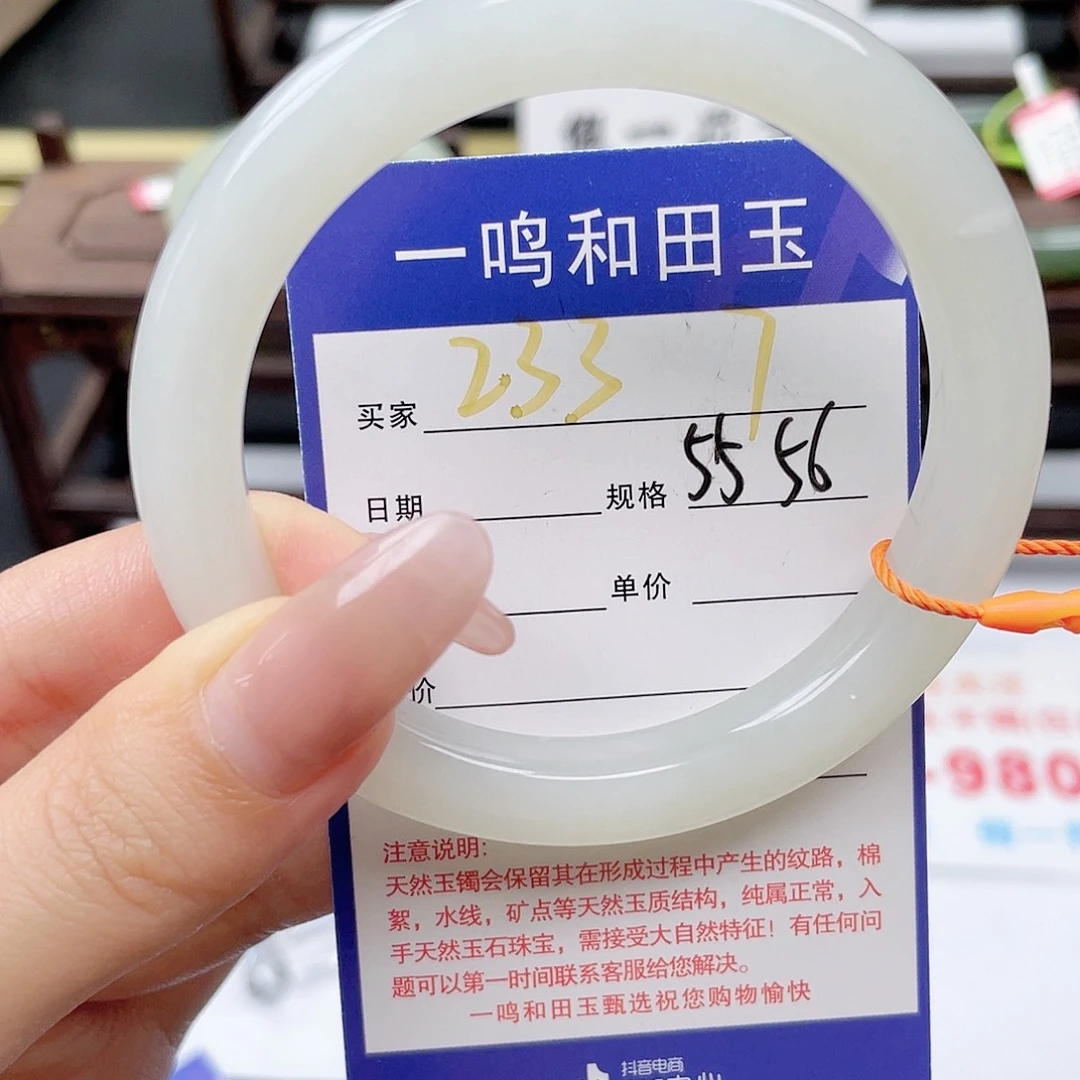 一鸣和田玉
买家 233 7
日期 规格 55 56
单价
价
注意说明:
天然玉镯会保留其在形成过程中产生的纹路，棉
絮，水线，矿点等天然玉质结构，纯属正常，入
手天然玉石珠宝，需接受大自然特征！有任何问
题可以第一时间联系客服给您解决。
一鸣和田玉甄选祝您购物愉快
抖音电商
-980